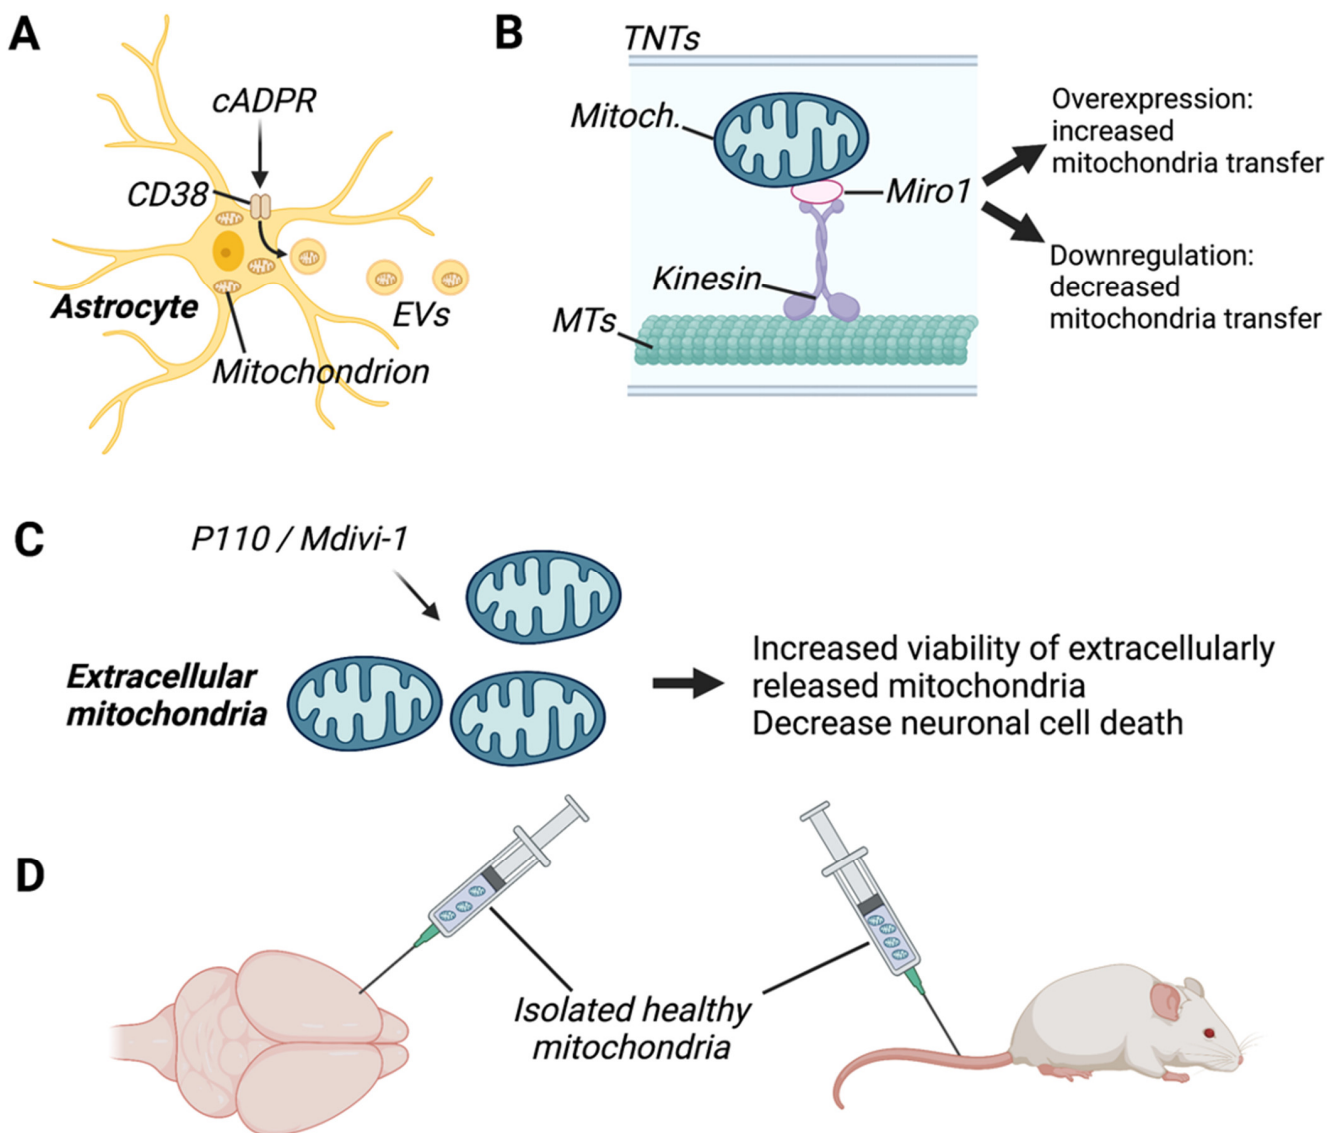 A
cADPR
CD38
Astrocyte
EVs
Mitochondrion
B
TNTs
Mitoch.
Miro1
Kinesin
MTs
Overexpression:
increased
mitochondria transfer
Downregulation:
decreased
mitochondria transfer
C
P110 / Mdivi-1
Extracellular
mitochondria
Increased viability of extracellularly
released mitochondria
Decrease neuronal cell death
D
Isolated healthy
mitochondria